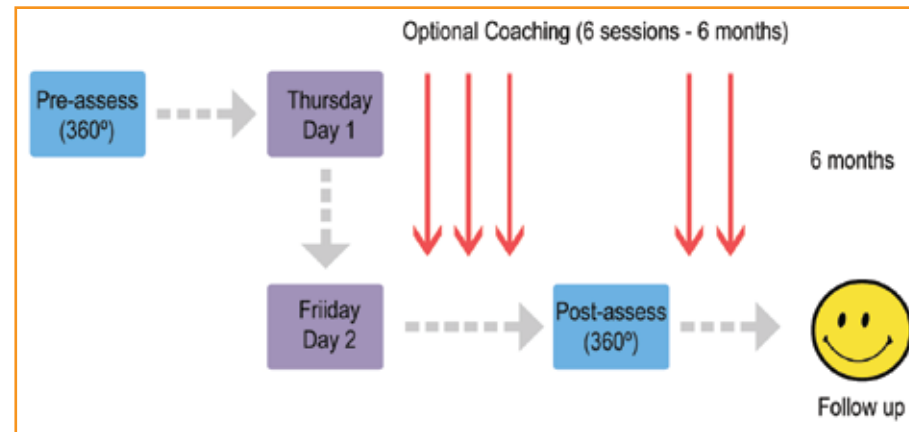 Optional Coaching (6 sessions - 6 months)
Pre-assess
(360º)
Thursday
Day 1
6 months
Friiday
Day 2
Post-assess
(360º)
Follow up